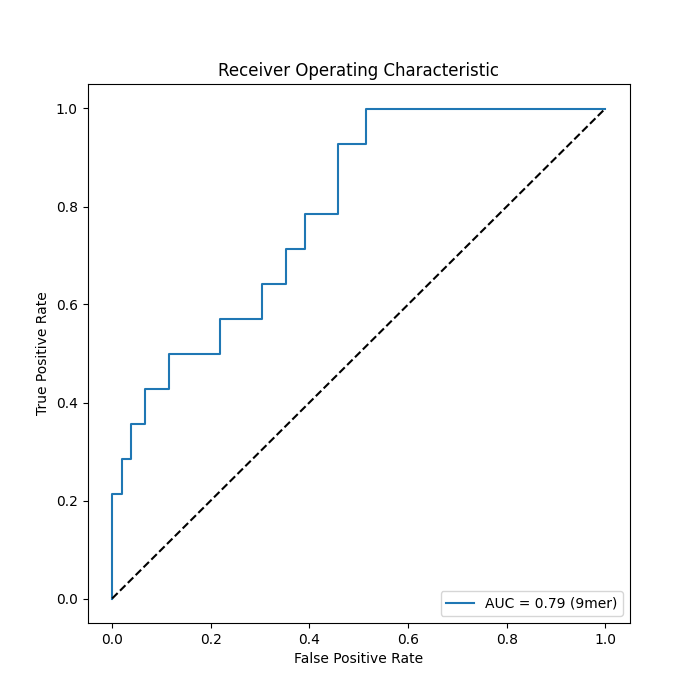 Receiver Operating Characteristic
1.0
0.8
0.6
0.4
0.2
0.0
True Positive Rate
AUC = 0.79 (9mer)
0.0 0.2 0.4 0.6 0.8 1.0
False Positive Rate